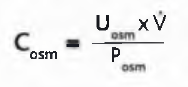 C_osm = U_osm x V̇ / P_osm